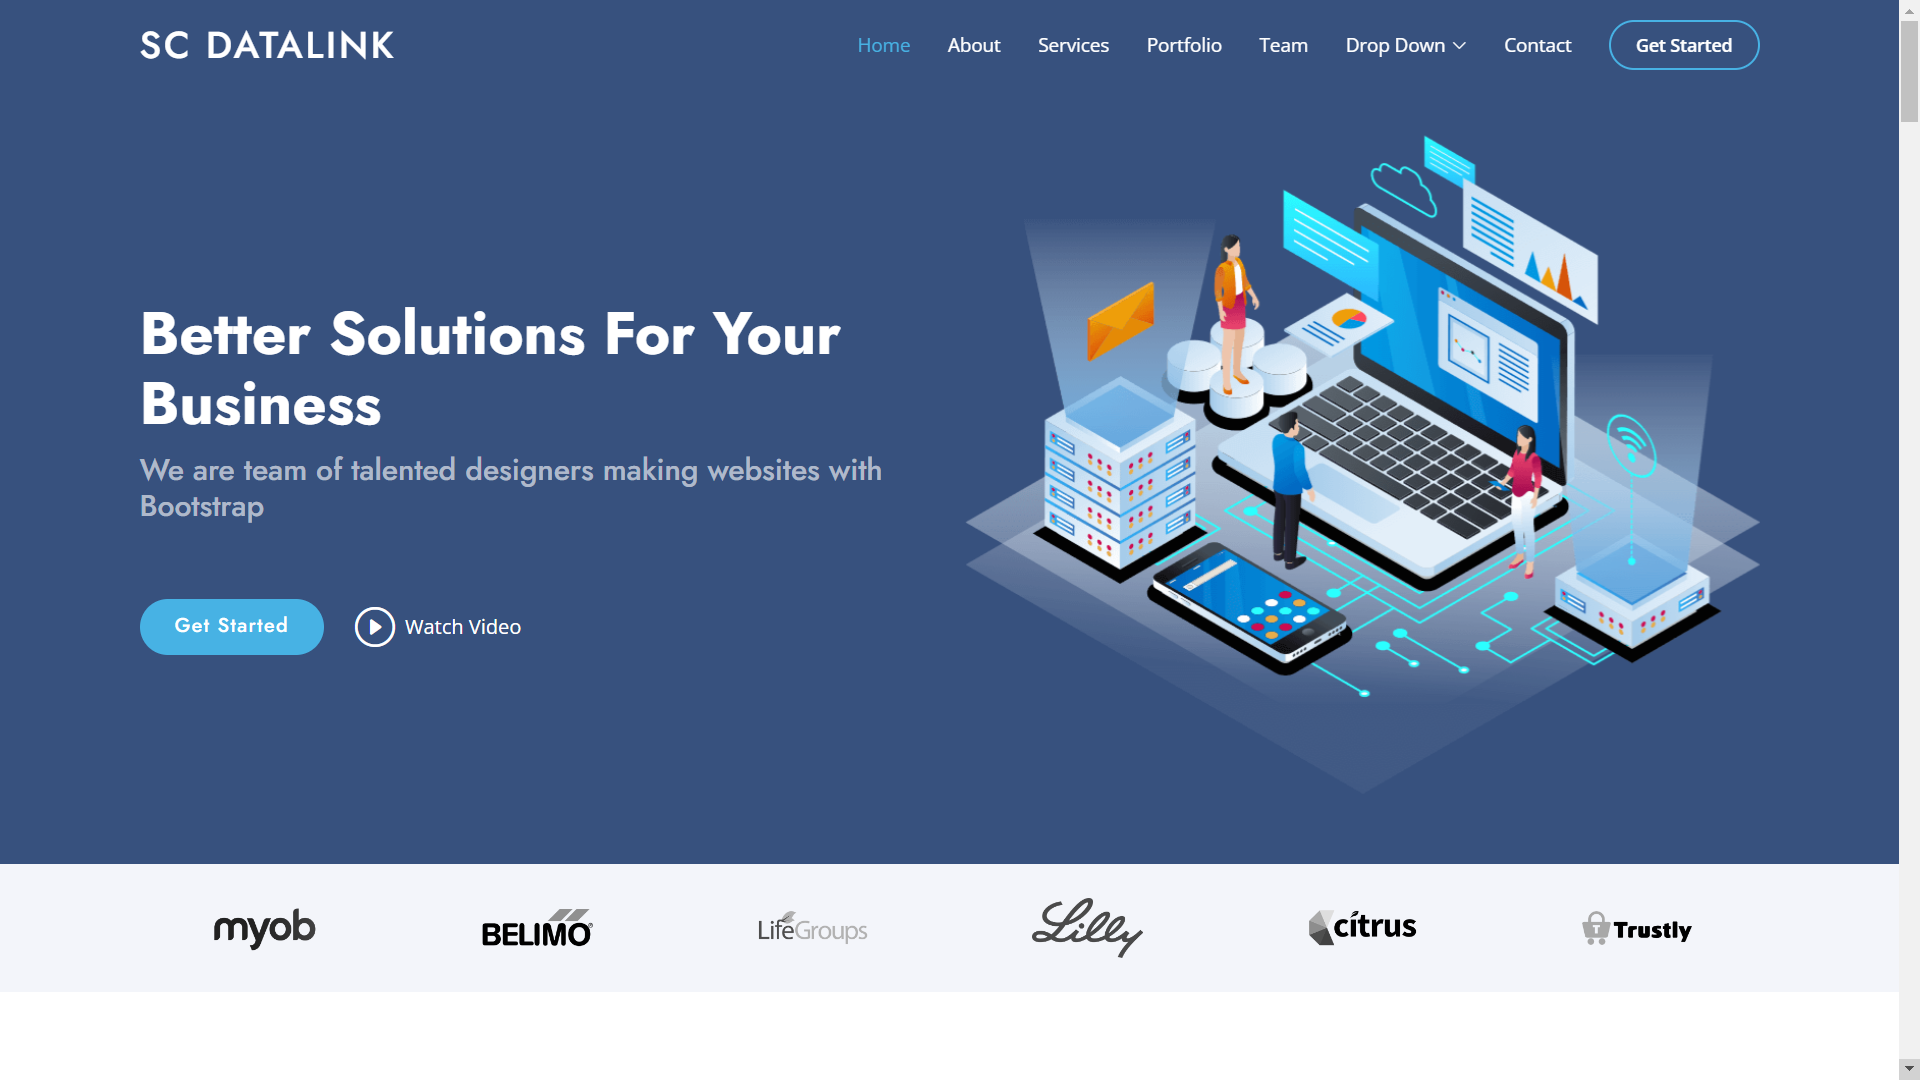 SC DATALINK
Home About Services Portfolio Team Drop Down Contact Get Started
Better Solutions For Your
Business
We are team of talented designers making websites with
Bootstrap
Get Started Watch Video
myob BELIMO® LifeGroups Lilly citrus Trustly